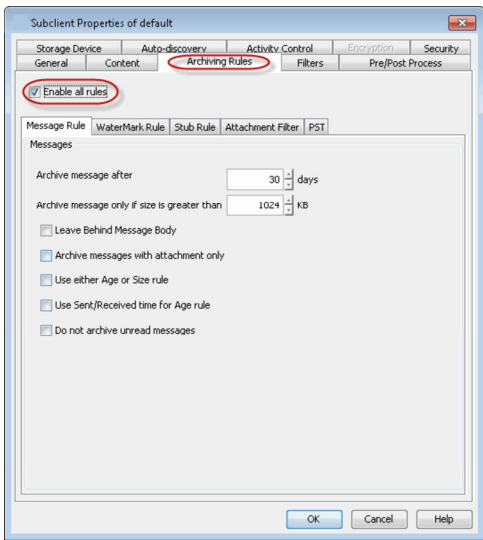 Subclient Properties of default
Storage Device Auto-discovery Activity Control Encryption Security
General Content Archiving Rules Filters Pre/Post Process
Enable all rules
Message Rule WaterMark Rule Stub Rule Attachment Filter PST
Messages
Archive message after 30 days
Archive message only if size is greater than 1024 KB
Leave Behind Message Body
Archive messages with attachment only
Use either Age or Size rule
Use Sent/Received time for Age rule
Do not archive unread messages
OK Cancel Help